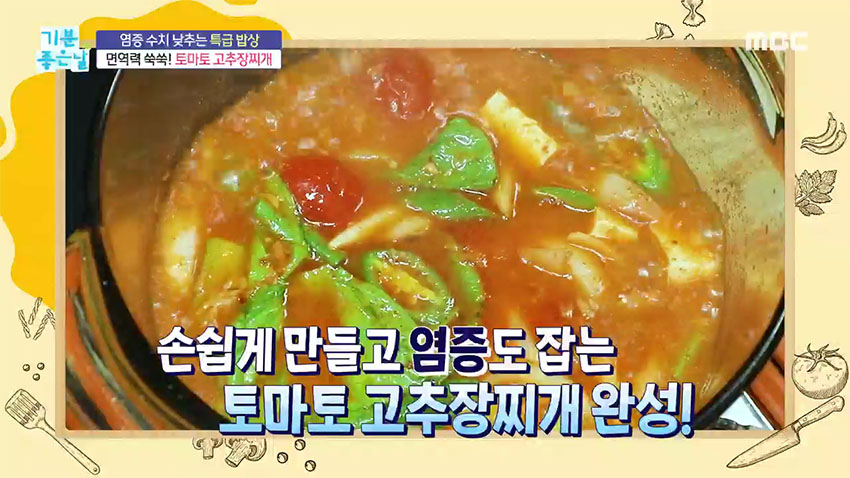 기분
좋은날
염증 수치 낮추는 특급 밥상
면역력 쑥쑥! 토마토 고추장찌개
MBC
손쉽게 만들고 염증도 잡는
토마토 고추장찌개 완성!